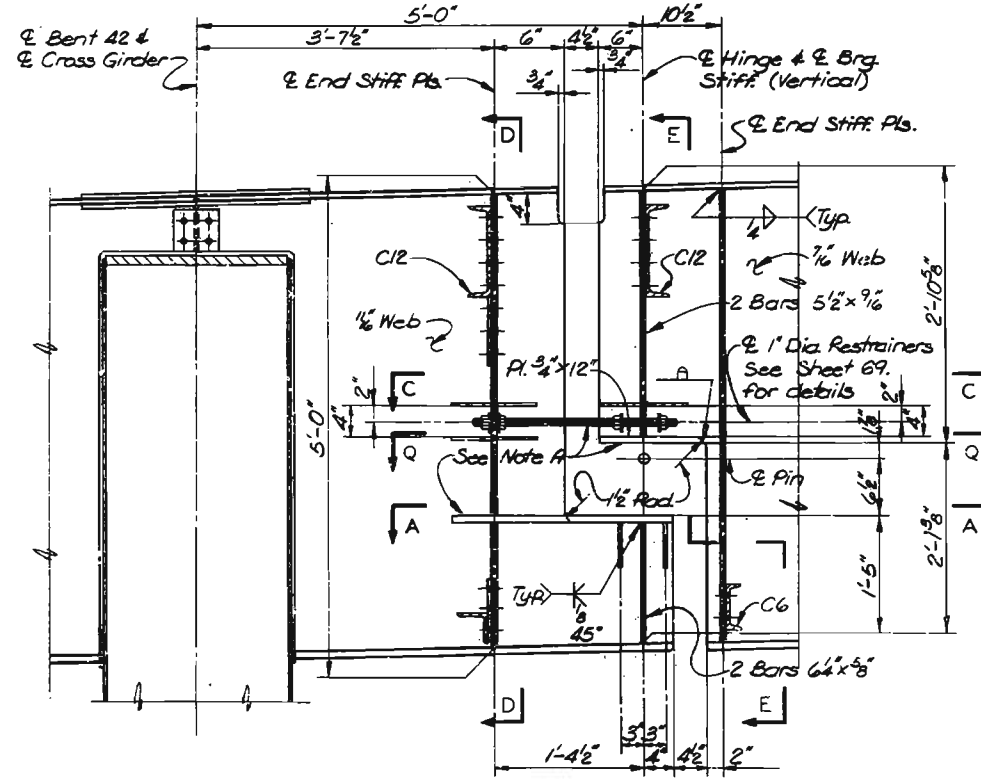 5'-0"
10½"
℄ Bent 42 &
℄ Cross Girder
3'-7½"
6"
4½"
6"
¾"
¾"
℄ End Stiff. Pls.
℄ Hinge & ℄ Brg.
Stiff. (Vertical)
℄ End Stiff. Pls.
D
E
4"
¼
Typ.
7/16 Web
C12
C12
2'-10⅝"
2 Bars 5½" x 9/16"
11/16" Web
5'-0"
Pl. ¾" x 12"
℄ 1" Dia. Restrainers
See Sheet 69.
for details
2"
4"
C
2"
4"
C
1⅞"
Q
See Note A
Q
℄ Pin
1½" Rad.
6½"
A
A
2'-1⅜"
1'-5"
Typ.
⅛
45°
C6
2 Bars 6¼" x ⅝"
D
E
3"
3"
1'-4½"
4"
4½"
2"